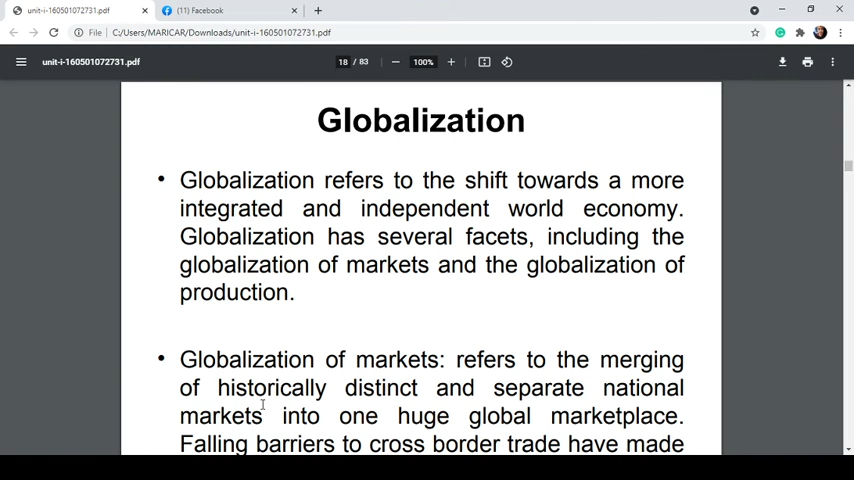 unit-i-160501072731.pdf
(11) Facebook
File | C:/Users/MARICAR/Downloads/unit-i-160501072731.pdf
unit-i-160501072731.pdf
18 / 83
100%
Globalization
• Globalization refers to the shift towards a more
integrated and independent world economy.
Globalization has several facets, including the
globalization of markets and the globalization of
production.
• Globalization of markets: refers to the merging
of historically distinct and separate national
markets into one huge global marketplace.
Falling barriers to cross border trade have made